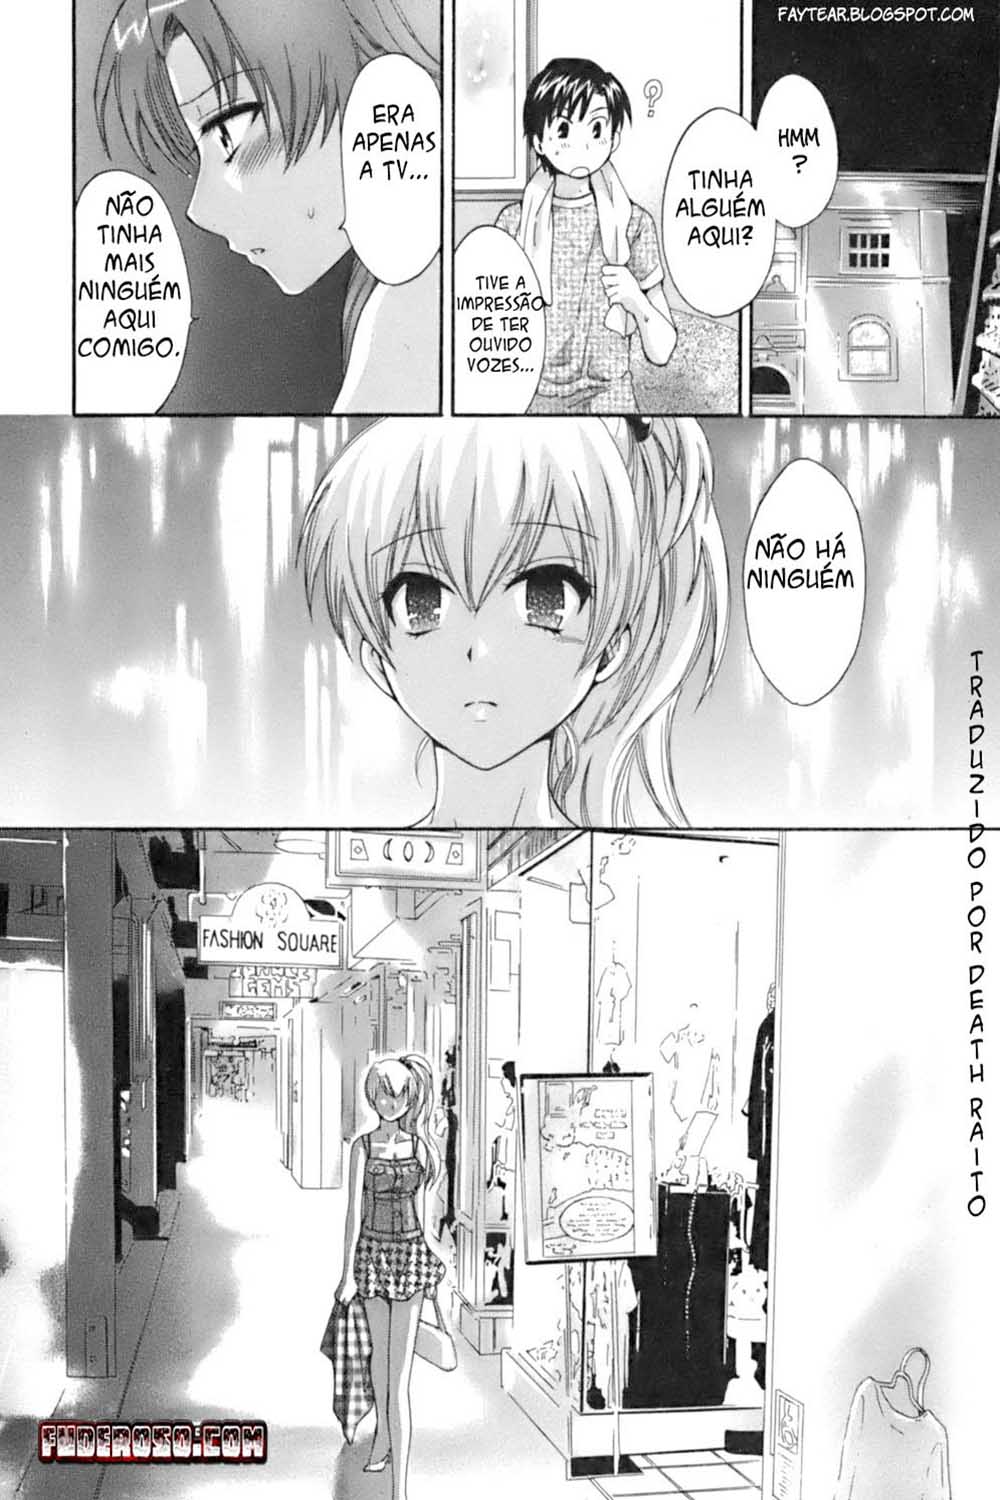 FAYTEAR.BLOGSPOT.COM
HMM
?
TINHA
ALGUÉM
AQUI?
?
TIVE A
IMPRESSÃO
DE TER
OUVIDO
VOZES...
ERA
APENAS
A TV...
NÃO
TINHA
MAIS
NINGUÉM
AQUI
COMIGO.
NÃO HÁ
NINGUÉM
TRADUZIDO POR DEATH RAITO
FASHION SQUARE
GEMS
FUDEROSO.COM